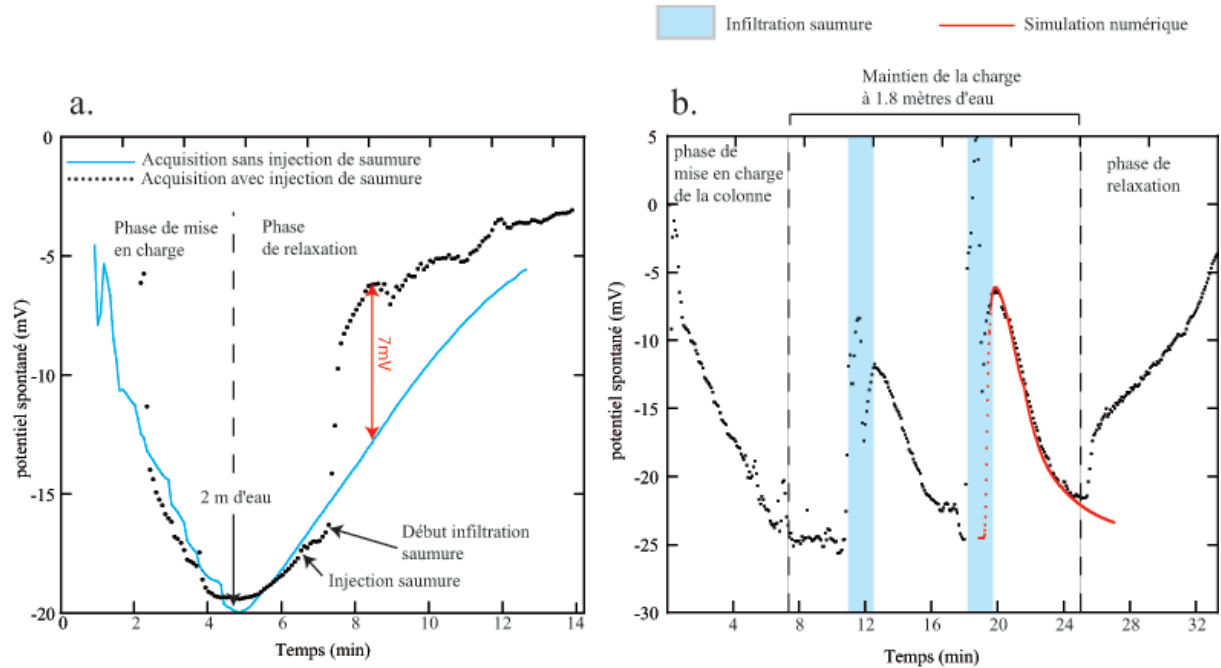 Infiltration saumure
Simulation numérique
Maintien de la charge
à 1.8 mètres d'eau
a.
0
-5
-10
-15
-20
potentiel spontané (mV)
Acquisition sans injection de saumure
Acquisition avec injection de saumure
Phase de mise
en charge
Phase
de relaxation
7mV
2 m d'eau
Début infiltration
saumure
Injection saumure
0
2
4
6
8
10
12
14
Temps (min)
b.
5
0
-5
-10
-15
-20
-25
-30
potentiel spontané (mV)
phase de
mise en charge
de la colonne
phase de
relaxation
4
8
12
16
20
24
28
32
Temps (min)